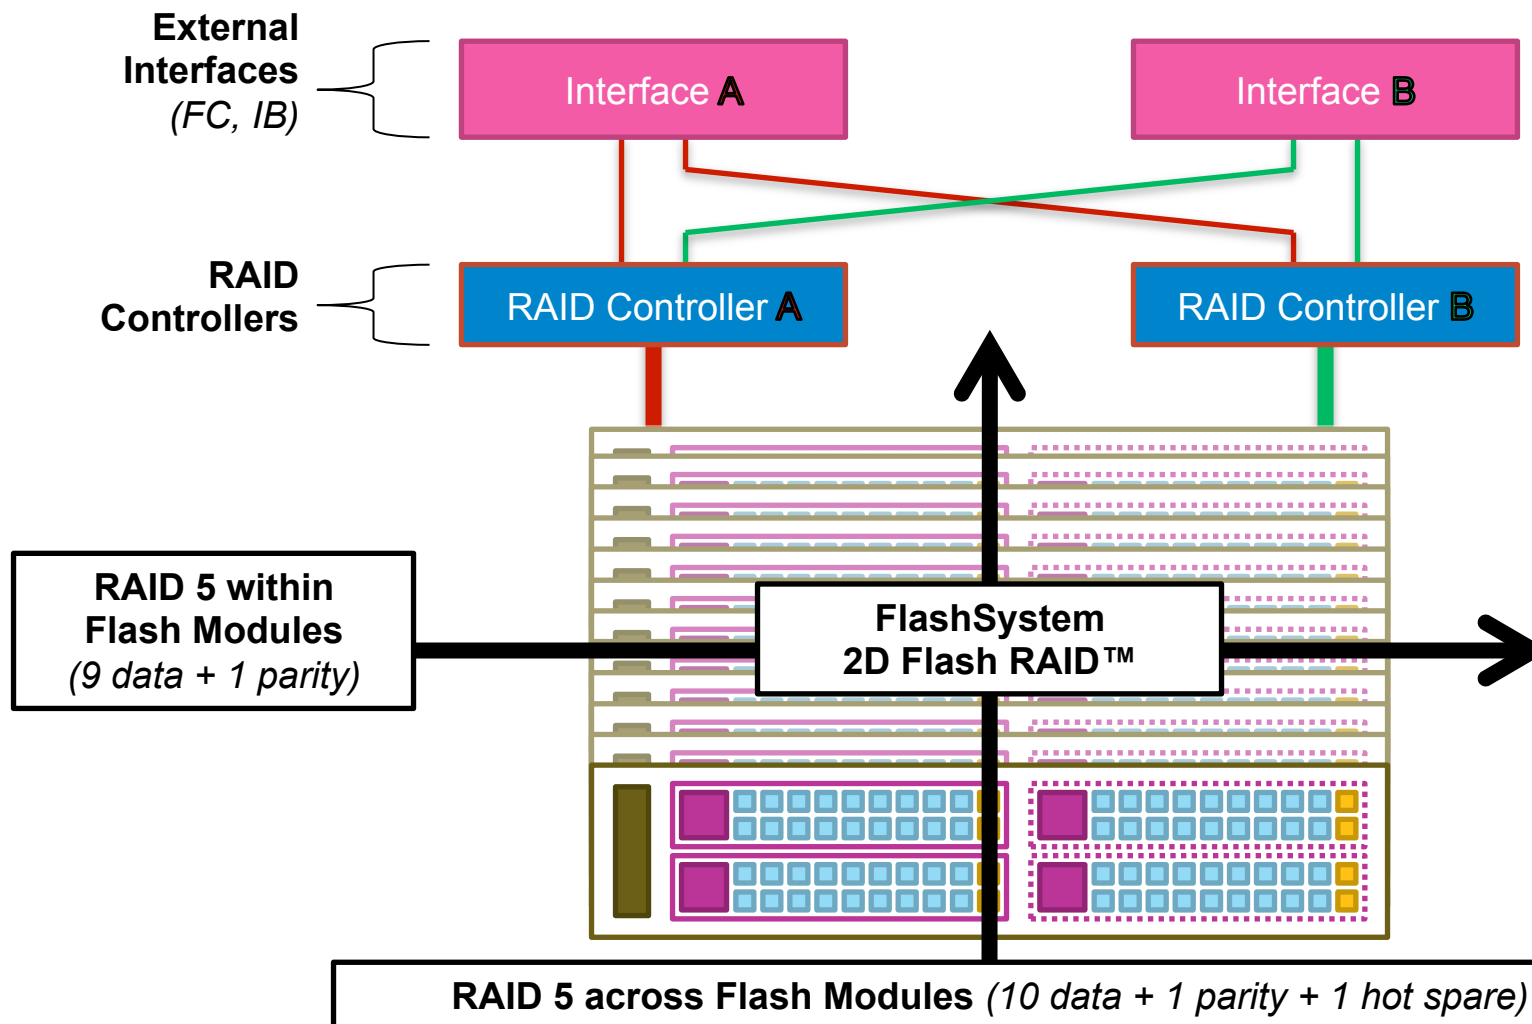 External
Interfaces
(FC, IB)
Interface A
Interface B
RAID
Controllers
RAID Controller A
RAID Controller B
RAID 5 within
Flash Modules
(9 data + 1 parity)
FlashSystem
2D Flash RAID™
RAID 5 across Flash Modules (10 data + 1 parity + 1 hot spare)